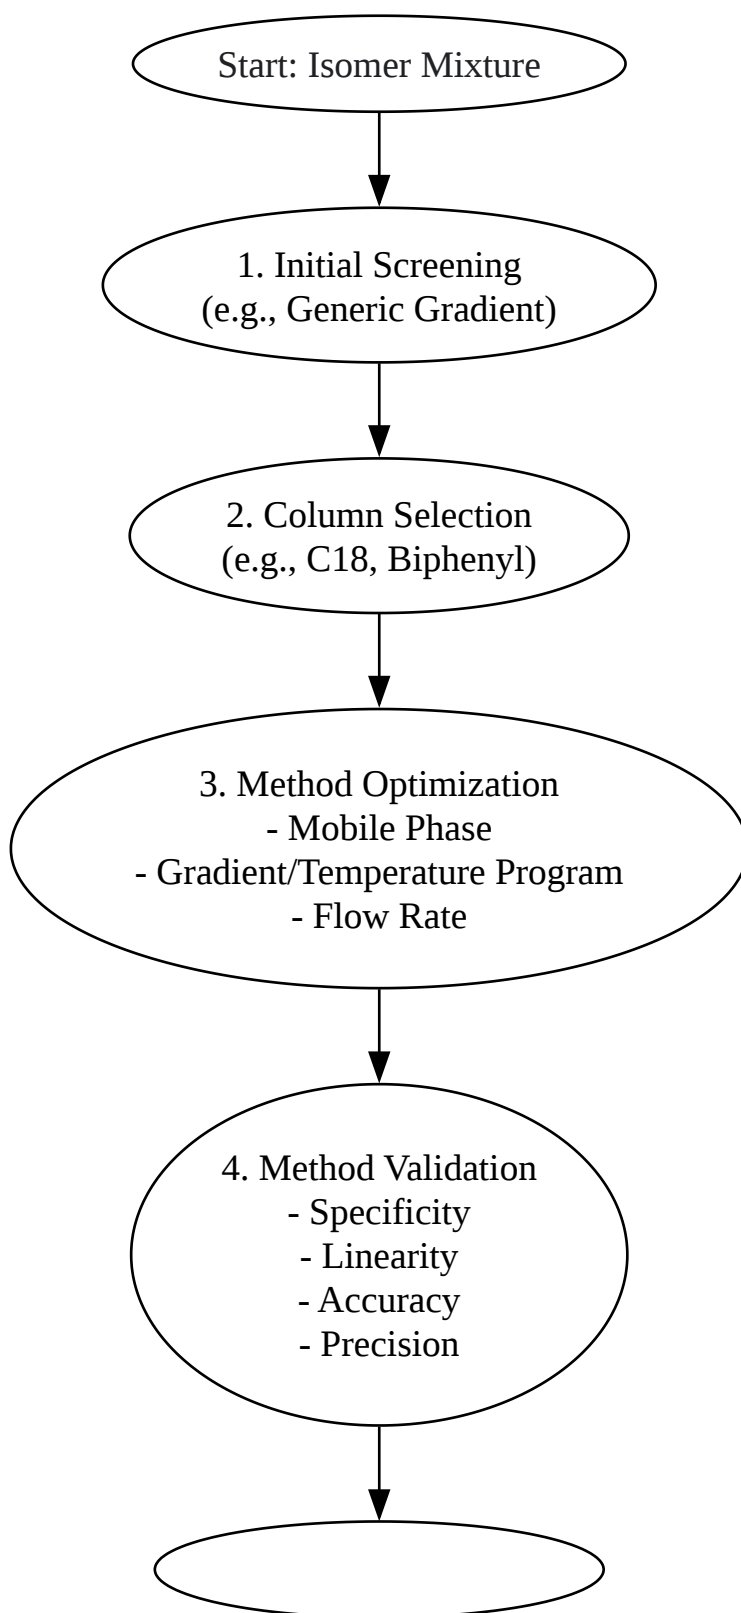 Start: Isomer Mixture
1. Initial Screening
(e.g., Generic Gradient)
2. Column Selection
(e.g., C18, Biphenyl)
3. Method Optimization
- Mobile Phase
- Gradient/Temperature Program
- Flow Rate
4. Method Validation
- Specificity
- Linearity
- Accuracy
- Precision